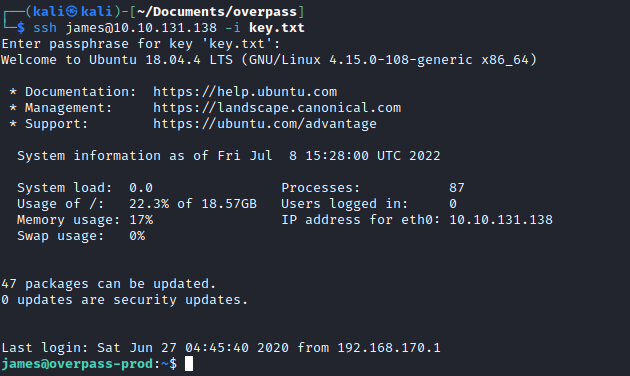 ┌──(kali㉿kali)-[~/Documents/overpass]
└─$ ssh james@10.10.131.138 -i key.txt
Enter passphrase for key 'key.txt':
Welcome to Ubuntu 18.04.4 LTS (GNU/Linux 4.15.0-108-generic x86_64)
* Documentation:  https://help.ubuntu.com
* Management:     https://landscape.canonical.com
* Support:        https://ubuntu.com/advantage
System information as of Fri Jul  8 15:28:00 UTC 2022
System load:  0.0                Processes:           87
Usage of /:   22.3% of 18.57GB   Users logged in:     0
Memory usage: 17%                IP address for eth0: 10.10.131.138
Swap usage:   0%
47 packages can be updated.
0 updates are security updates.
Last login: Sat Jun 27 04:45:40 2020 from 192.168.170.1
james@overpass-prod:~$